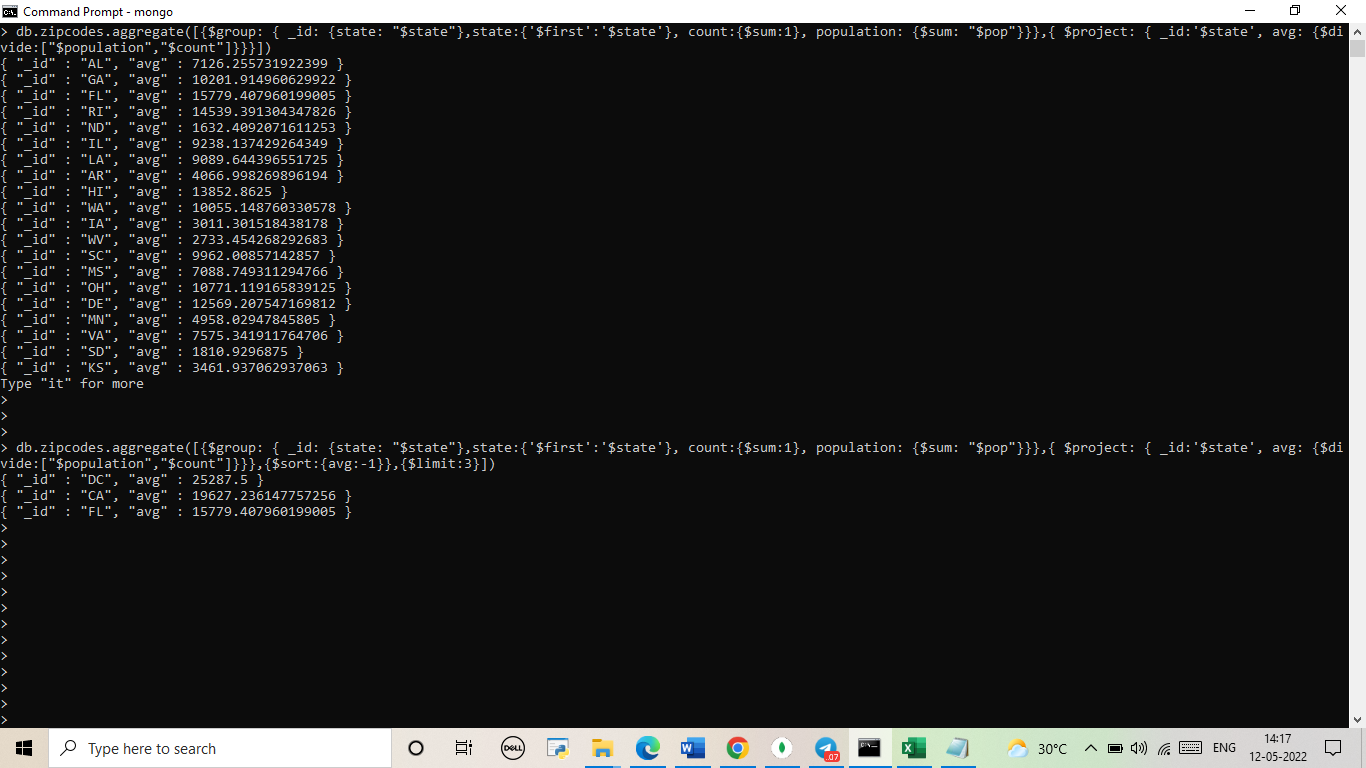 Command Prompt - mongo
> db.zipcodes.aggregate([{$group: { _id: {state: "$state"},state:{'$first':'$state'}, count:{$sum:1}, population: {$sum: "$pop"}}},{ $project: { _id:'$state', avg: {$di
vide:["$population","$count"]}}}])
{ "_id" : "AL", "avg" : 7126.255731922399 }
{ "_id" : "GA", "avg" : 10201.914960629922 }
{ "_id" : "FL", "avg" : 15779.407960199005 }
{ "_id" : "RI", "avg" : 14539.391304347826 }
{ "_id" : "ND", "avg" : 1632.4092071611253 }
{ "_id" : "IL", "avg" : 9238.137429264349 }
{ "_id" : "LA", "avg" : 9089.644396551725 }
{ "_id" : "AR", "avg" : 4066.998269896194 }
{ "_id" : "HI", "avg" : 13852.8625 }
{ "_id" : "WA", "avg" : 10055.148760330578 }
{ "_id" : "IA", "avg" : 3011.301518438178 }
{ "_id" : "WV", "avg" : 2733.454268292683 }
{ "_id" : "SC", "avg" : 9962.00857142857 }
{ "_id" : "MS", "avg" : 7088.749311294766 }
{ "_id" : "OH", "avg" : 10771.119165839125 }
{ "_id" : "DE", "avg" : 12569.207547169812 }
{ "_id" : "MN", "avg" : 4958.02947845805 }
{ "_id" : "VA", "avg" : 7575.341911764706 }
{ "_id" : "SD", "avg" : 1810.9296875 }
{ "_id" : "KS", "avg" : 3461.937062937063 }
Type "it" for more
>
>
>
> db.zipcodes.aggregate([{$group: { _id: {state: "$state"},state:{'$first':'$state'}, count:{$sum:1}, population: {$sum: "$pop"}}},{ $project: { _id:'$state', avg: {$di
vide:["$population","$count"]}}},{$sort:{avg:-1}},{$limit:3}])
{ "_id" : "DC", "avg" : 25287.5 }
{ "_id" : "CA", "avg" : 19627.236147757256 }
{ "_id" : "FL", "avg" : 15779.407960199005 }
>
>
>
>
>
>
>
>
>
>
>
>
>
Type here to search
DELL
.07
30°C
ENG
14:17
12-05-2022